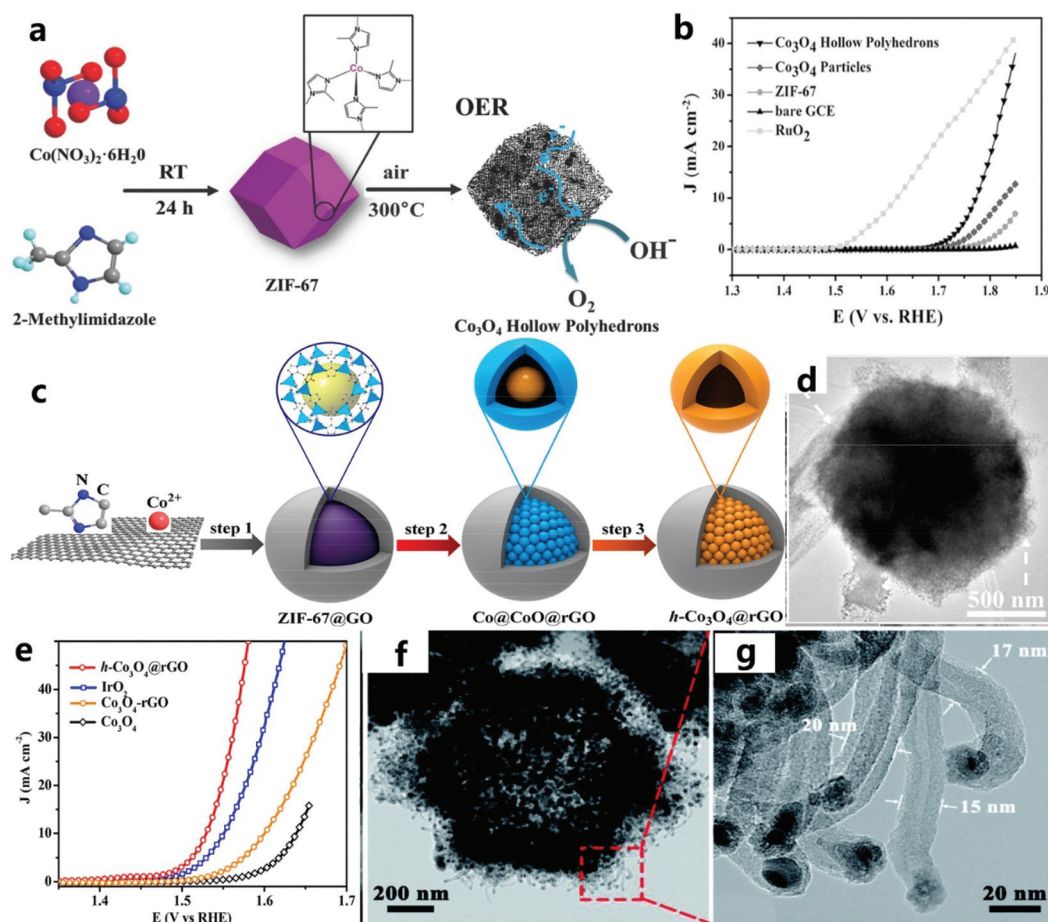 a
Co(NO₃)₂·6H₂0
RT
24 h
2-Methylimidazole
Co
N
N
N
N
N
N
N
N
ZIF-67
air
300°C
OER
e⁻
e⁻
OH⁻
O₂
Co₃O₄ Hollow Polyhedrons
b
J (mA cm⁻²)
40
30
20
10
0
Co₃O₄ Hollow Polyhedrons
Co₃O₄ Particles
ZIF-67
bare GCE
RuO₂
1.3 1.4 1.5 1.6 1.7 1.8 1.9
E (V vs. RHE)
c
N
C
Co²⁺
step 1
step 2
step 3
ZIF-67@GO
Co@CoO@rGO
h-Co₃O₄@rGO
d
500 nm
e
J (mA cm⁻²)
40
30
20
10
0
h-Co₃O₄@rGO
IrO₂
Co₃O₄-rGO
Co₃O₄
1.4 1.5 1.6 1.7
E (V vs RHE)
f
200 nm
g
17 nm
20 nm
15 nm
20 nm